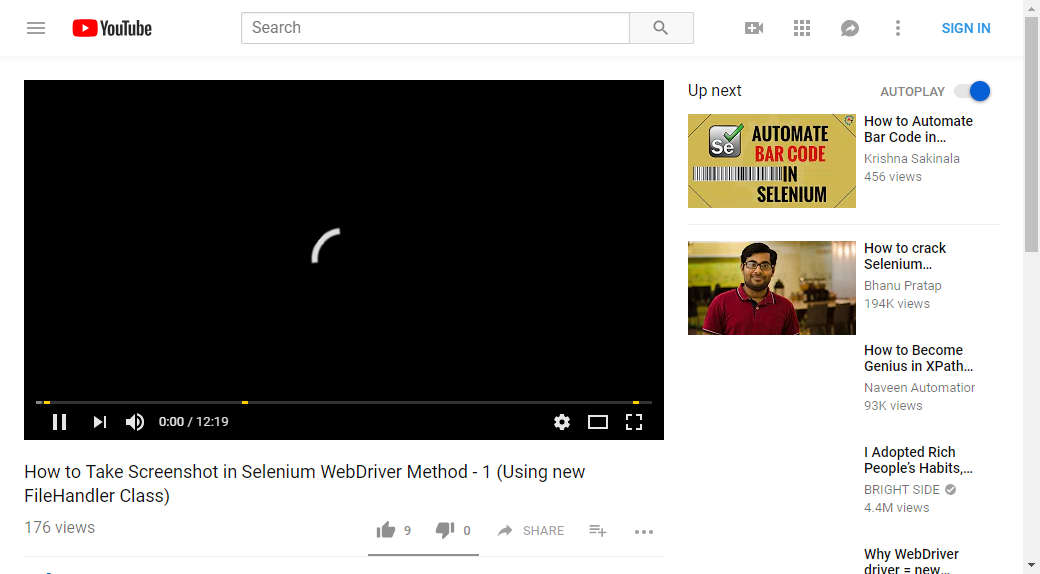 YouTube
Search
SIGN IN
Up next
AUTOPLAY
Se
AUTOMATE
BAR CODE
IN
SELENIUM
How to Automate
Bar Code in...
Krishna Sakinala
456 views
How to crack
Selenium...
Bhanu Pratap
194K views
How to Become
Genius in XPath...
Naveen Automation
93K views
I Adopted Rich
People's Habits,...
BRIGHT SIDE
4.4M views
Why WebDriver
driver = new...
0:00 / 12:19
How to Take Screenshot in Selenium WebDriver Method - 1 (Using new
FileHandler Class)
176 views
9
0
SHARE